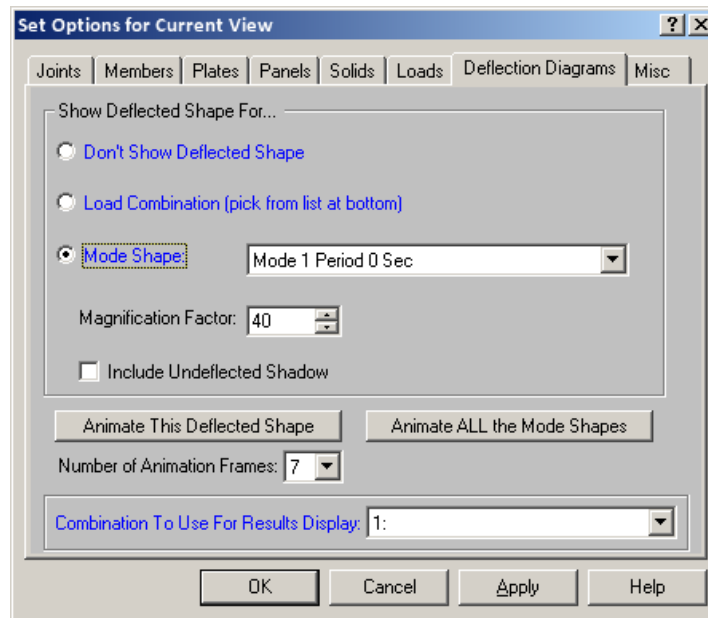 Set Options for Current View
Joints Members Plates Panels Solids Loads Deflection Diagrams Misc
Show Deflected Shape For...
Don't Show Deflected Shape
Load Combination (pick from list at bottom)
Mode Shape: Mode 1 Period 0 Sec
Magnification Factor: 40
Include Undeflected Shadow
Animate This Deflected Shape Animate ALL the Mode Shapes
Number of Animation Frames: 7
Combination To Use For Results Display: 1:
OK Cancel Apply Help